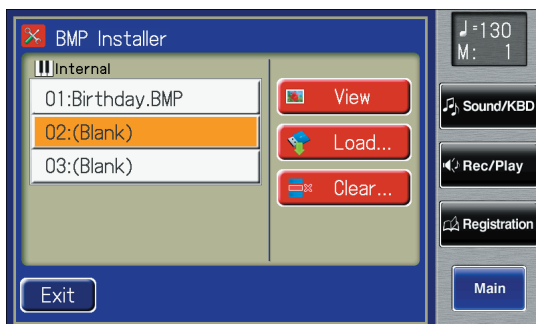 BMP Installer
Internal
01:Birthday.BMP
02:(Blank)
03:(Blank)
View
Load...
Clear...
Exit
♩=130
M: 1
Sound/KBD
Rec/Play
Registration
Main